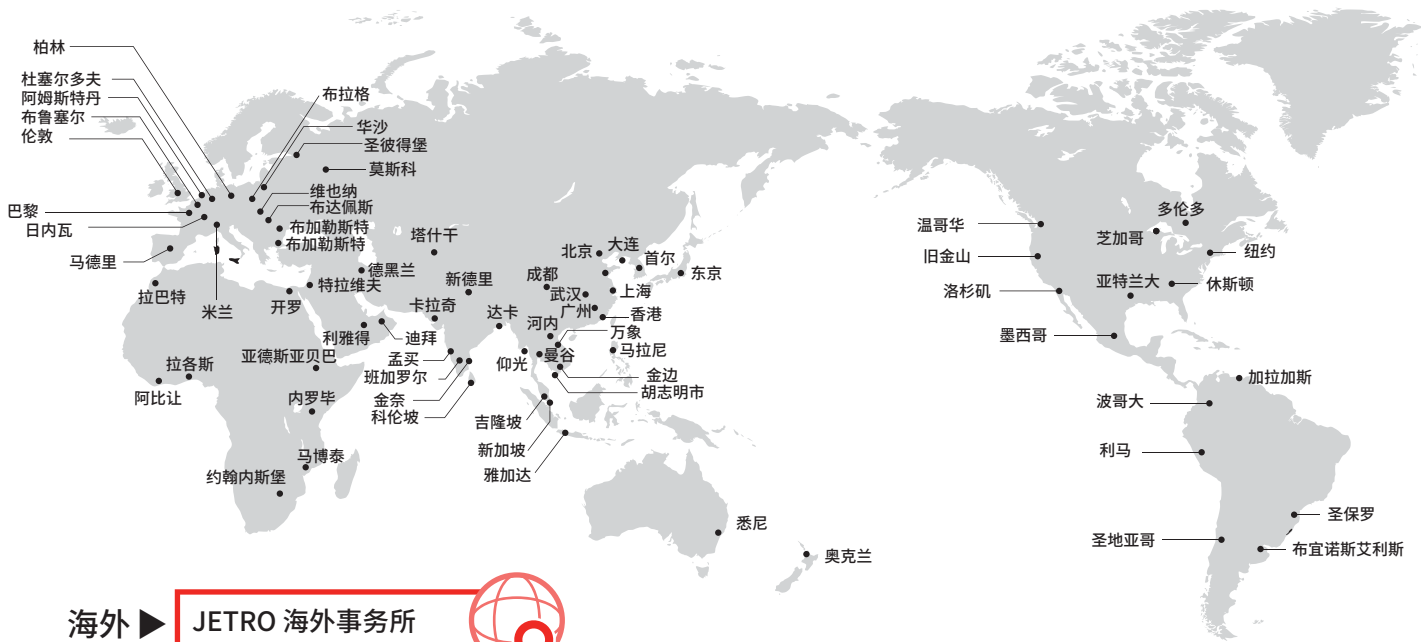 柏林
杜塞尔多夫
阿姆斯特丹
布鲁塞尔
伦敦
巴黎
日内瓦
马德里
拉巴特
米兰
布拉格
华沙
圣彼得堡
莫斯科
维也纳
布达佩斯
布加勒斯特
布加勒斯特
德黑兰
特拉维夫
开罗
利雅得
迪拜
塔什干
新德里
卡拉奇
达卡
孟买
班加罗尔
金奈
科伦坡
亚德斯亚贝巴
拉各斯
阿比让
内罗毕
马博泰
约翰内斯堡
北京
大连
首尔
东京
成都
武汉
上海
广州
香港
河内
万象
马拉尼
仰光
曼谷
金边
胡志明市
吉隆坡
新加坡
雅加达
悉尼
奥克兰
温哥华
旧金山
洛杉矶
多伦多
芝加哥
纽约
亚特兰大
休斯顿
墨西哥
加拉加斯
波哥大
利马
圣保罗
圣地亚哥
布宜诺斯艾利斯
海外 ▶
JETRO 海外事务所